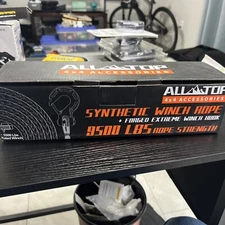 ALL-TOP
4x4 ACCESSORIES
ALL-TOP
4x4 ACCESSORIES
SYNTHETIC WINCH ROPE
+ FORGED EXTREME WINCH HOOK
9500 LBS ROPE STRENGTH